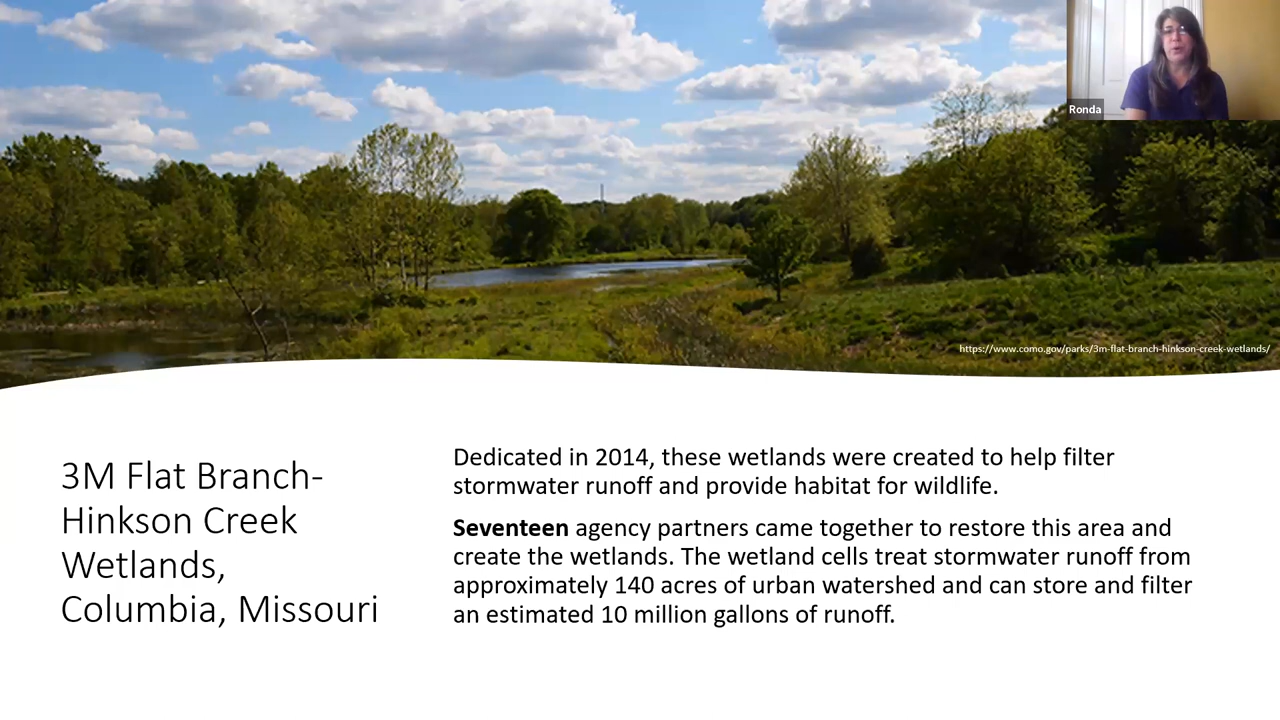 Ronda
https://www.como.gov/parks/3m-flat-branch-hinkson-creek-wetlands/
3M Flat Branch-
Hinkson Creek
Wetlands,
Columbia, Missouri
Dedicated in 2014, these wetlands were created to help filter
stormwater runoff and provide habitat for wildlife.
Seventeen agency partners came together to restore this area and
create the wetlands. The wetland cells treat stormwater runoff from
approximately 140 acres of urban watershed and can store and filter
an estimated 10 million gallons of runoff.